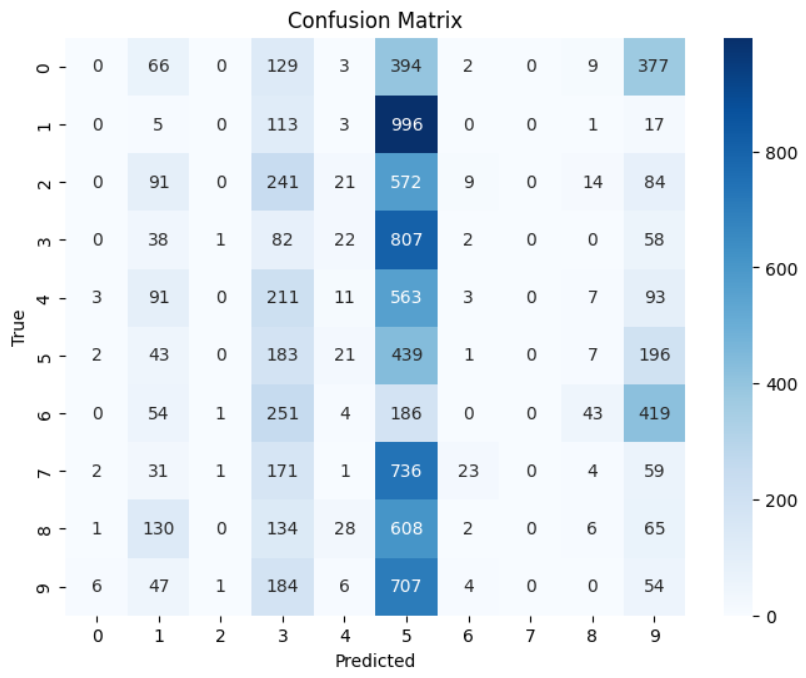 Confusion Matrix
0 0 66 0 129 3 394 2 0 9 377
1 0 5 0 113 3 996 0 0 1 17
2 0 91 0 241 21 572 9 0 14 84
3 0 38 1 82 22 807 2 0 0 58
4 3 91 0 211 11 563 3 0 7 93
5 2 43 0 183 21 439 1 0 7 196
6 0 54 1 251 4 186 0 0 43 419
7 2 31 1 171 1 736 23 0 4 59
8 1 130 0 134 28 608 2 0 6 65
9 6 47 1 184 6 707 4 0 0 54
0 1 2 3 4 5 6 7 8 9
Predicted
True
800
600
400
200
0